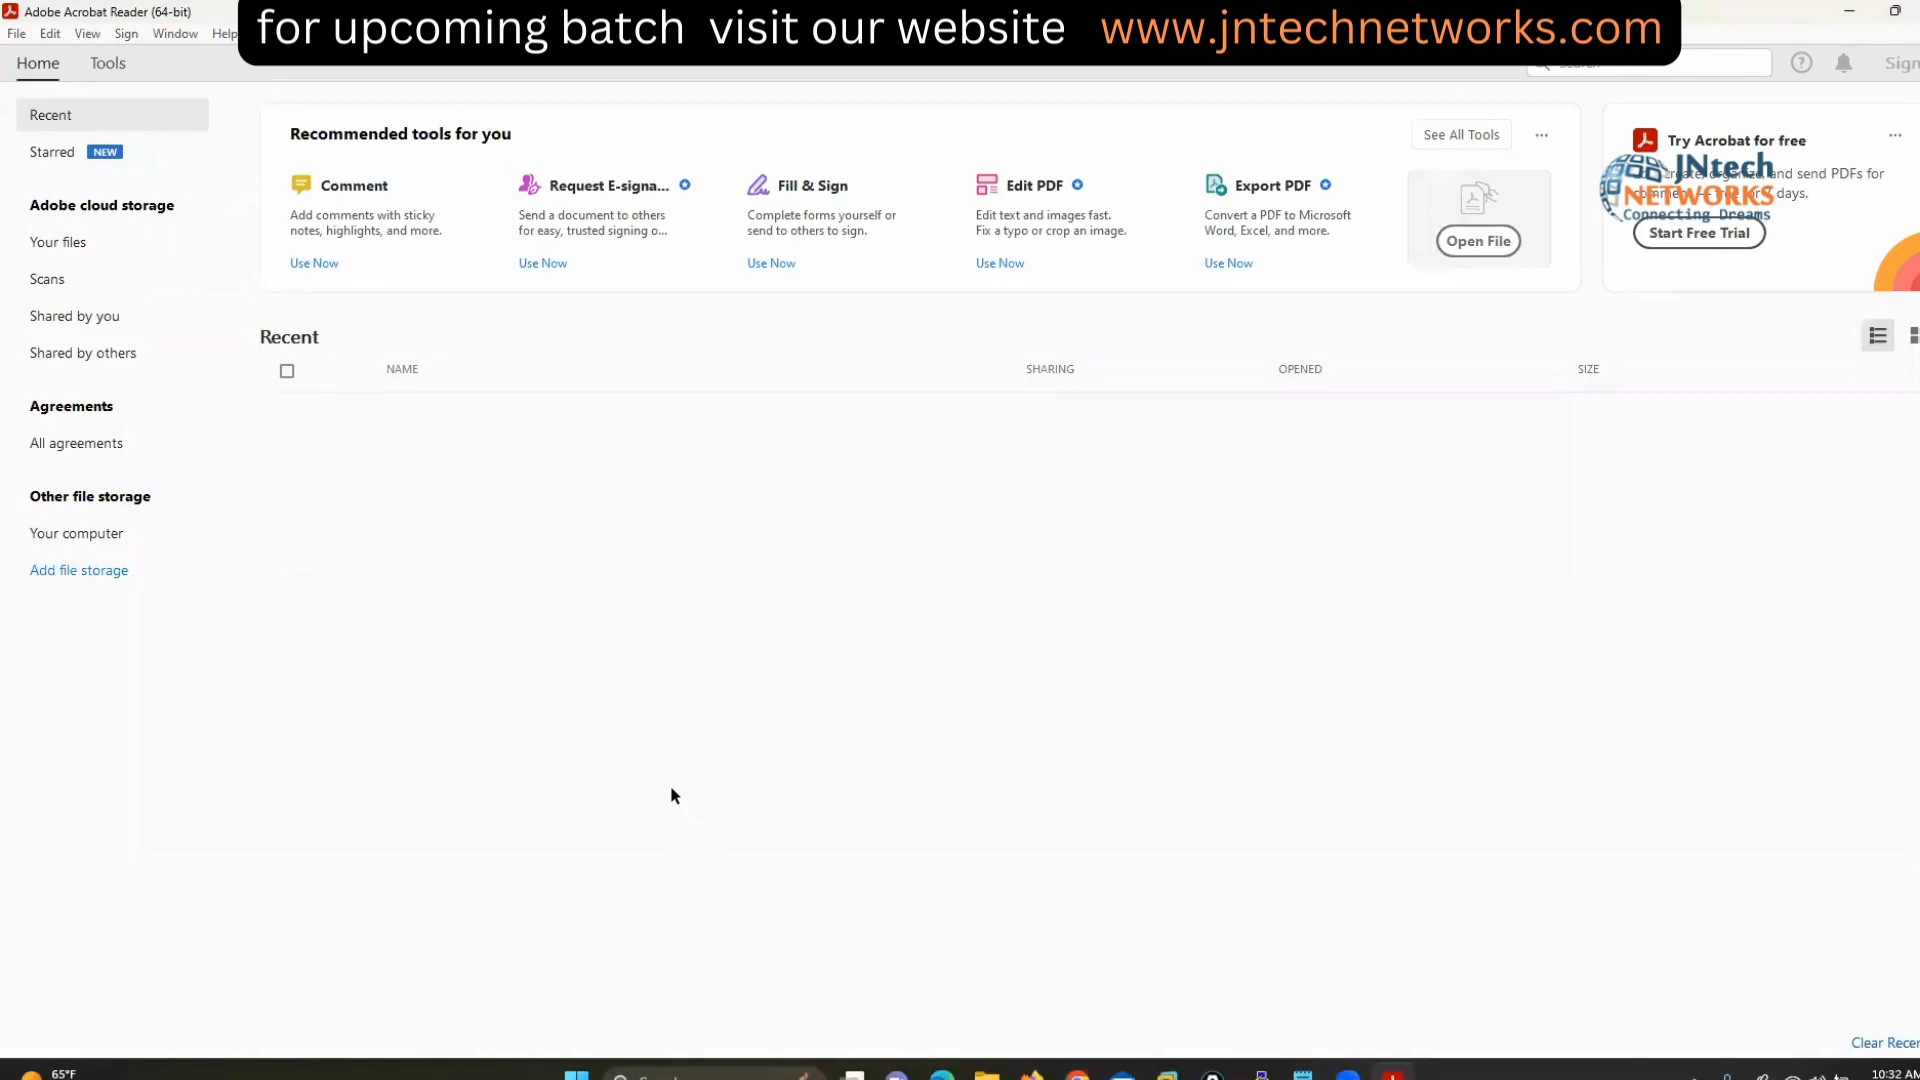 Adobe Acrobat Reader (64-bit)
for upcoming batch visit our website www.jntechnetworks.com
File Edit View Sign Window Help
Home Tools
Sign
Recent
Starred NEW
Adobe cloud storage
Your files
Scans
Shared by you
Shared by others
Agreements
All agreements
Other file storage
Your computer
Add file storage
Recommended tools for you
See All Tools
Comment
Add comments with sticky
notes, highlights, and more.
Use Now
Request E-signa...
Send a document to others
for easy, trusted signing o...
Use Now
Fill & Sign
Complete forms yourself or
send to others to sign.
Use Now
Edit PDF
Edit text and images fast.
Fix a typo or crop an image.
Use Now
Export PDF
Convert a PDF to Microsoft
Word, Excel, and more.
Use Now
Open File
Try Acrobat for free
and send PDFs for
days.
JNtech
NETWORKS
Connecting Dreams
Start Free Trial
Recent
NAME SHARING OPENED SIZE
Clear Recen
65°F
10:32 AM